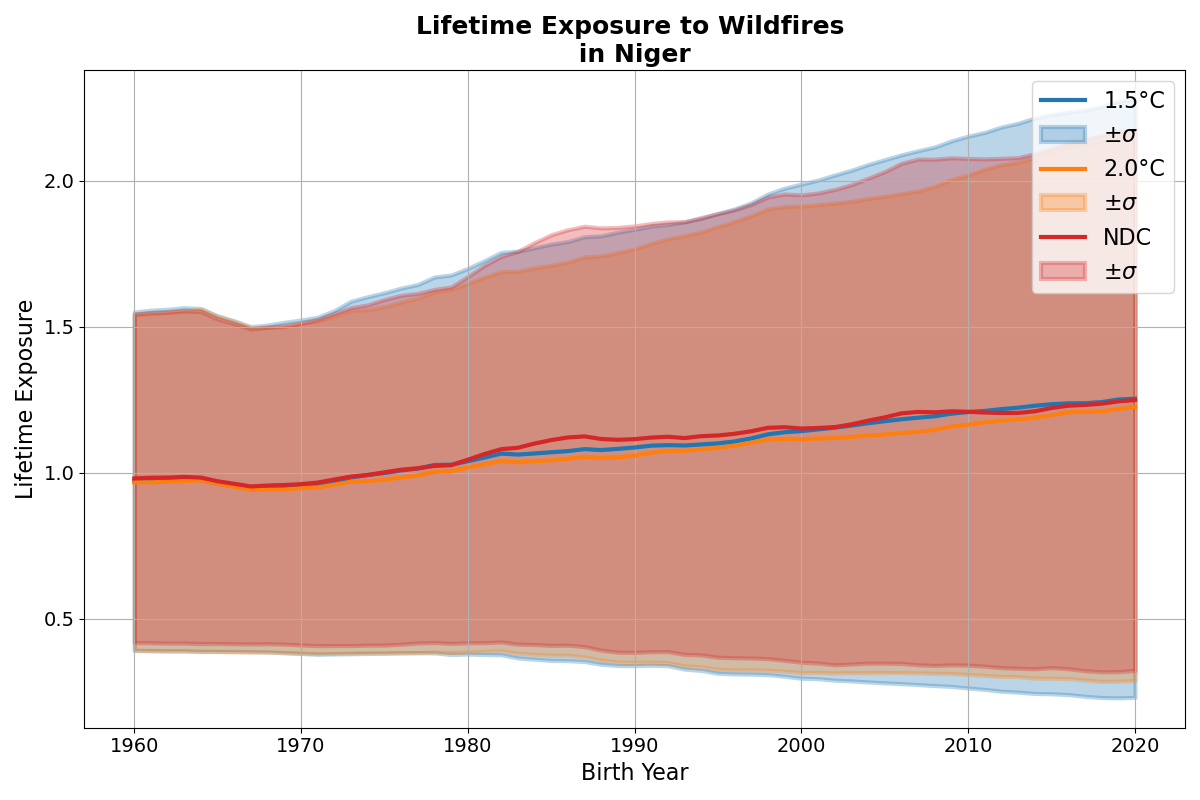 Lifetime Exposure to Wildfires
in Niger
1.5°C
±σ
2.0°C
±σ
NDC
±σ
Lifetime Exposure
2.0
1.5
1.0
0.5
1960 1970 1980 1990 2000 2010 2020
Birth Year